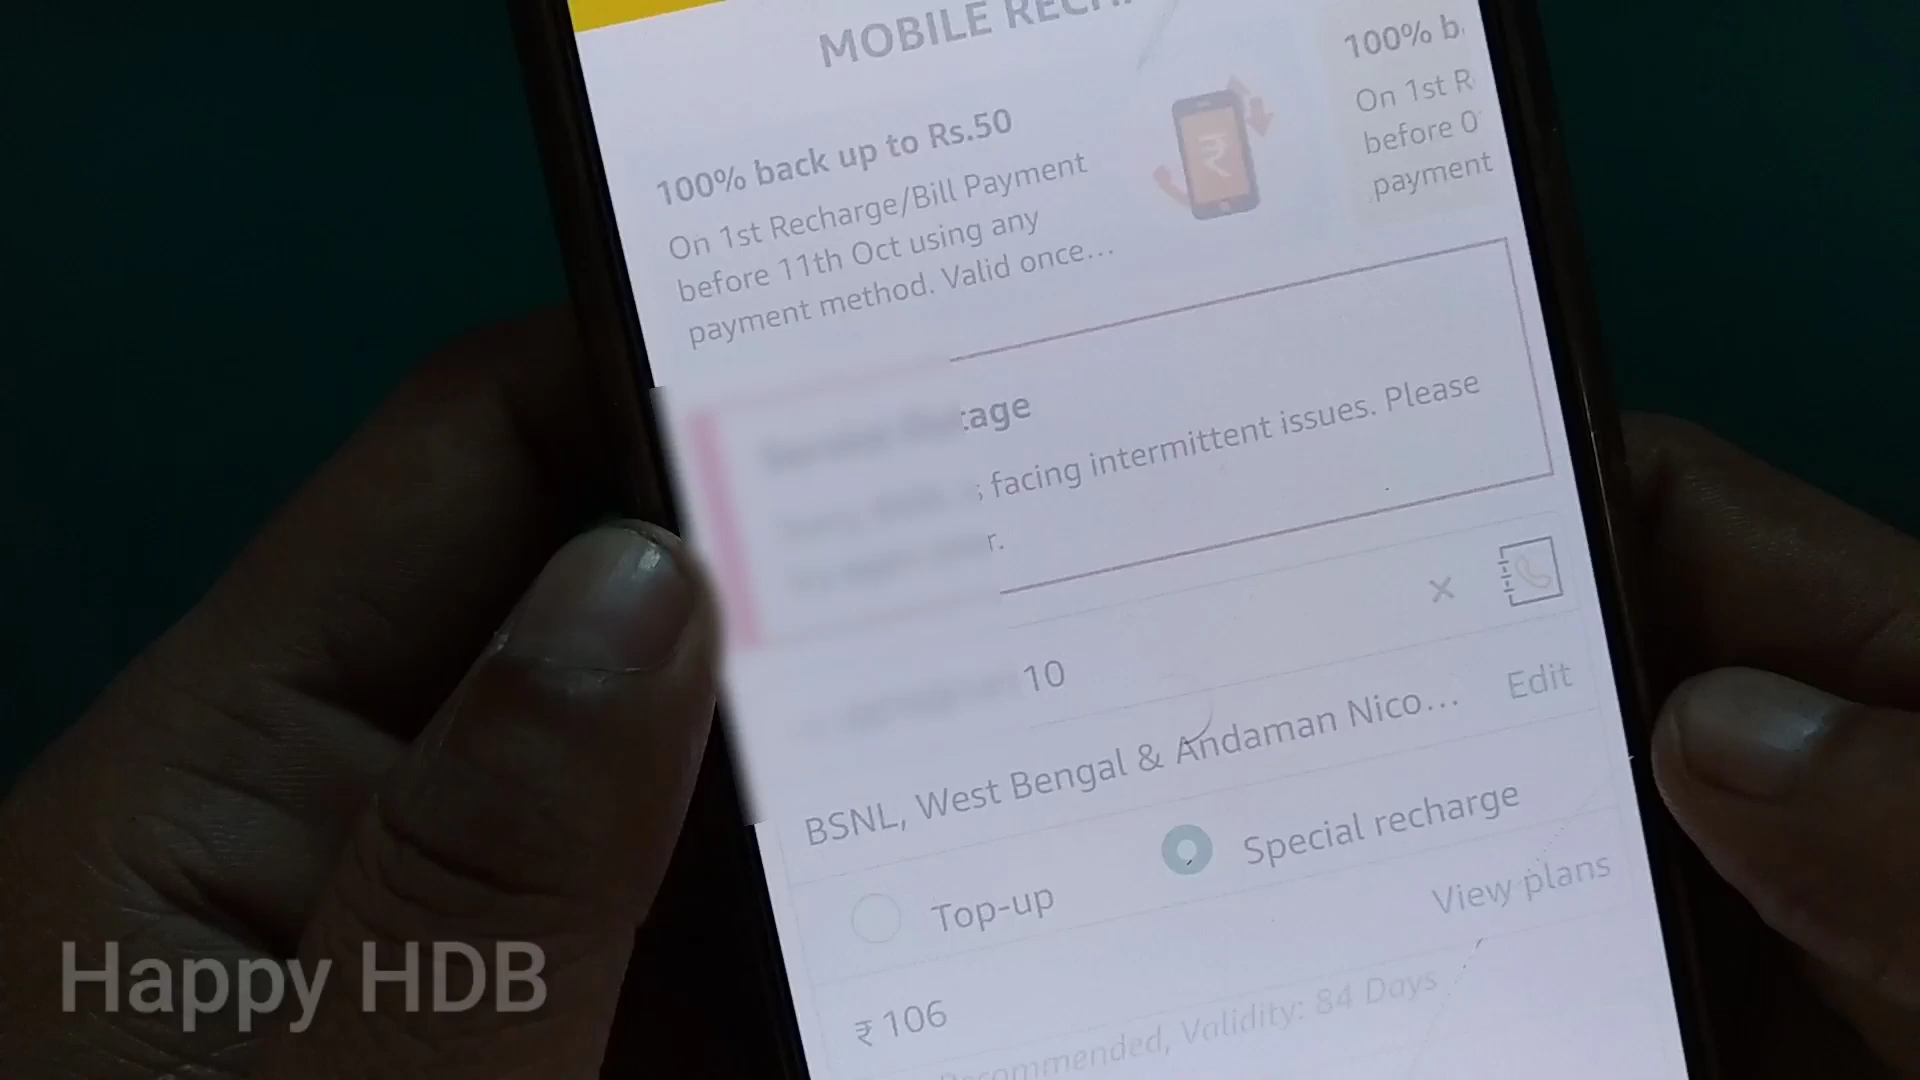 MOBILE
100% back up to Rs.50
On 1st Recharge/Bill Payment
before 11th Oct using any
payment method. Valid once...
100% b
On 1st R
before 0
payment
facing intermittent issues. Please
10
BSNL, West Bengal & Andaman Nico...
Edit
Top-up
Special recharge
View plans
₹ 106
Recommended, Validity: 84 Days
Happy HDB